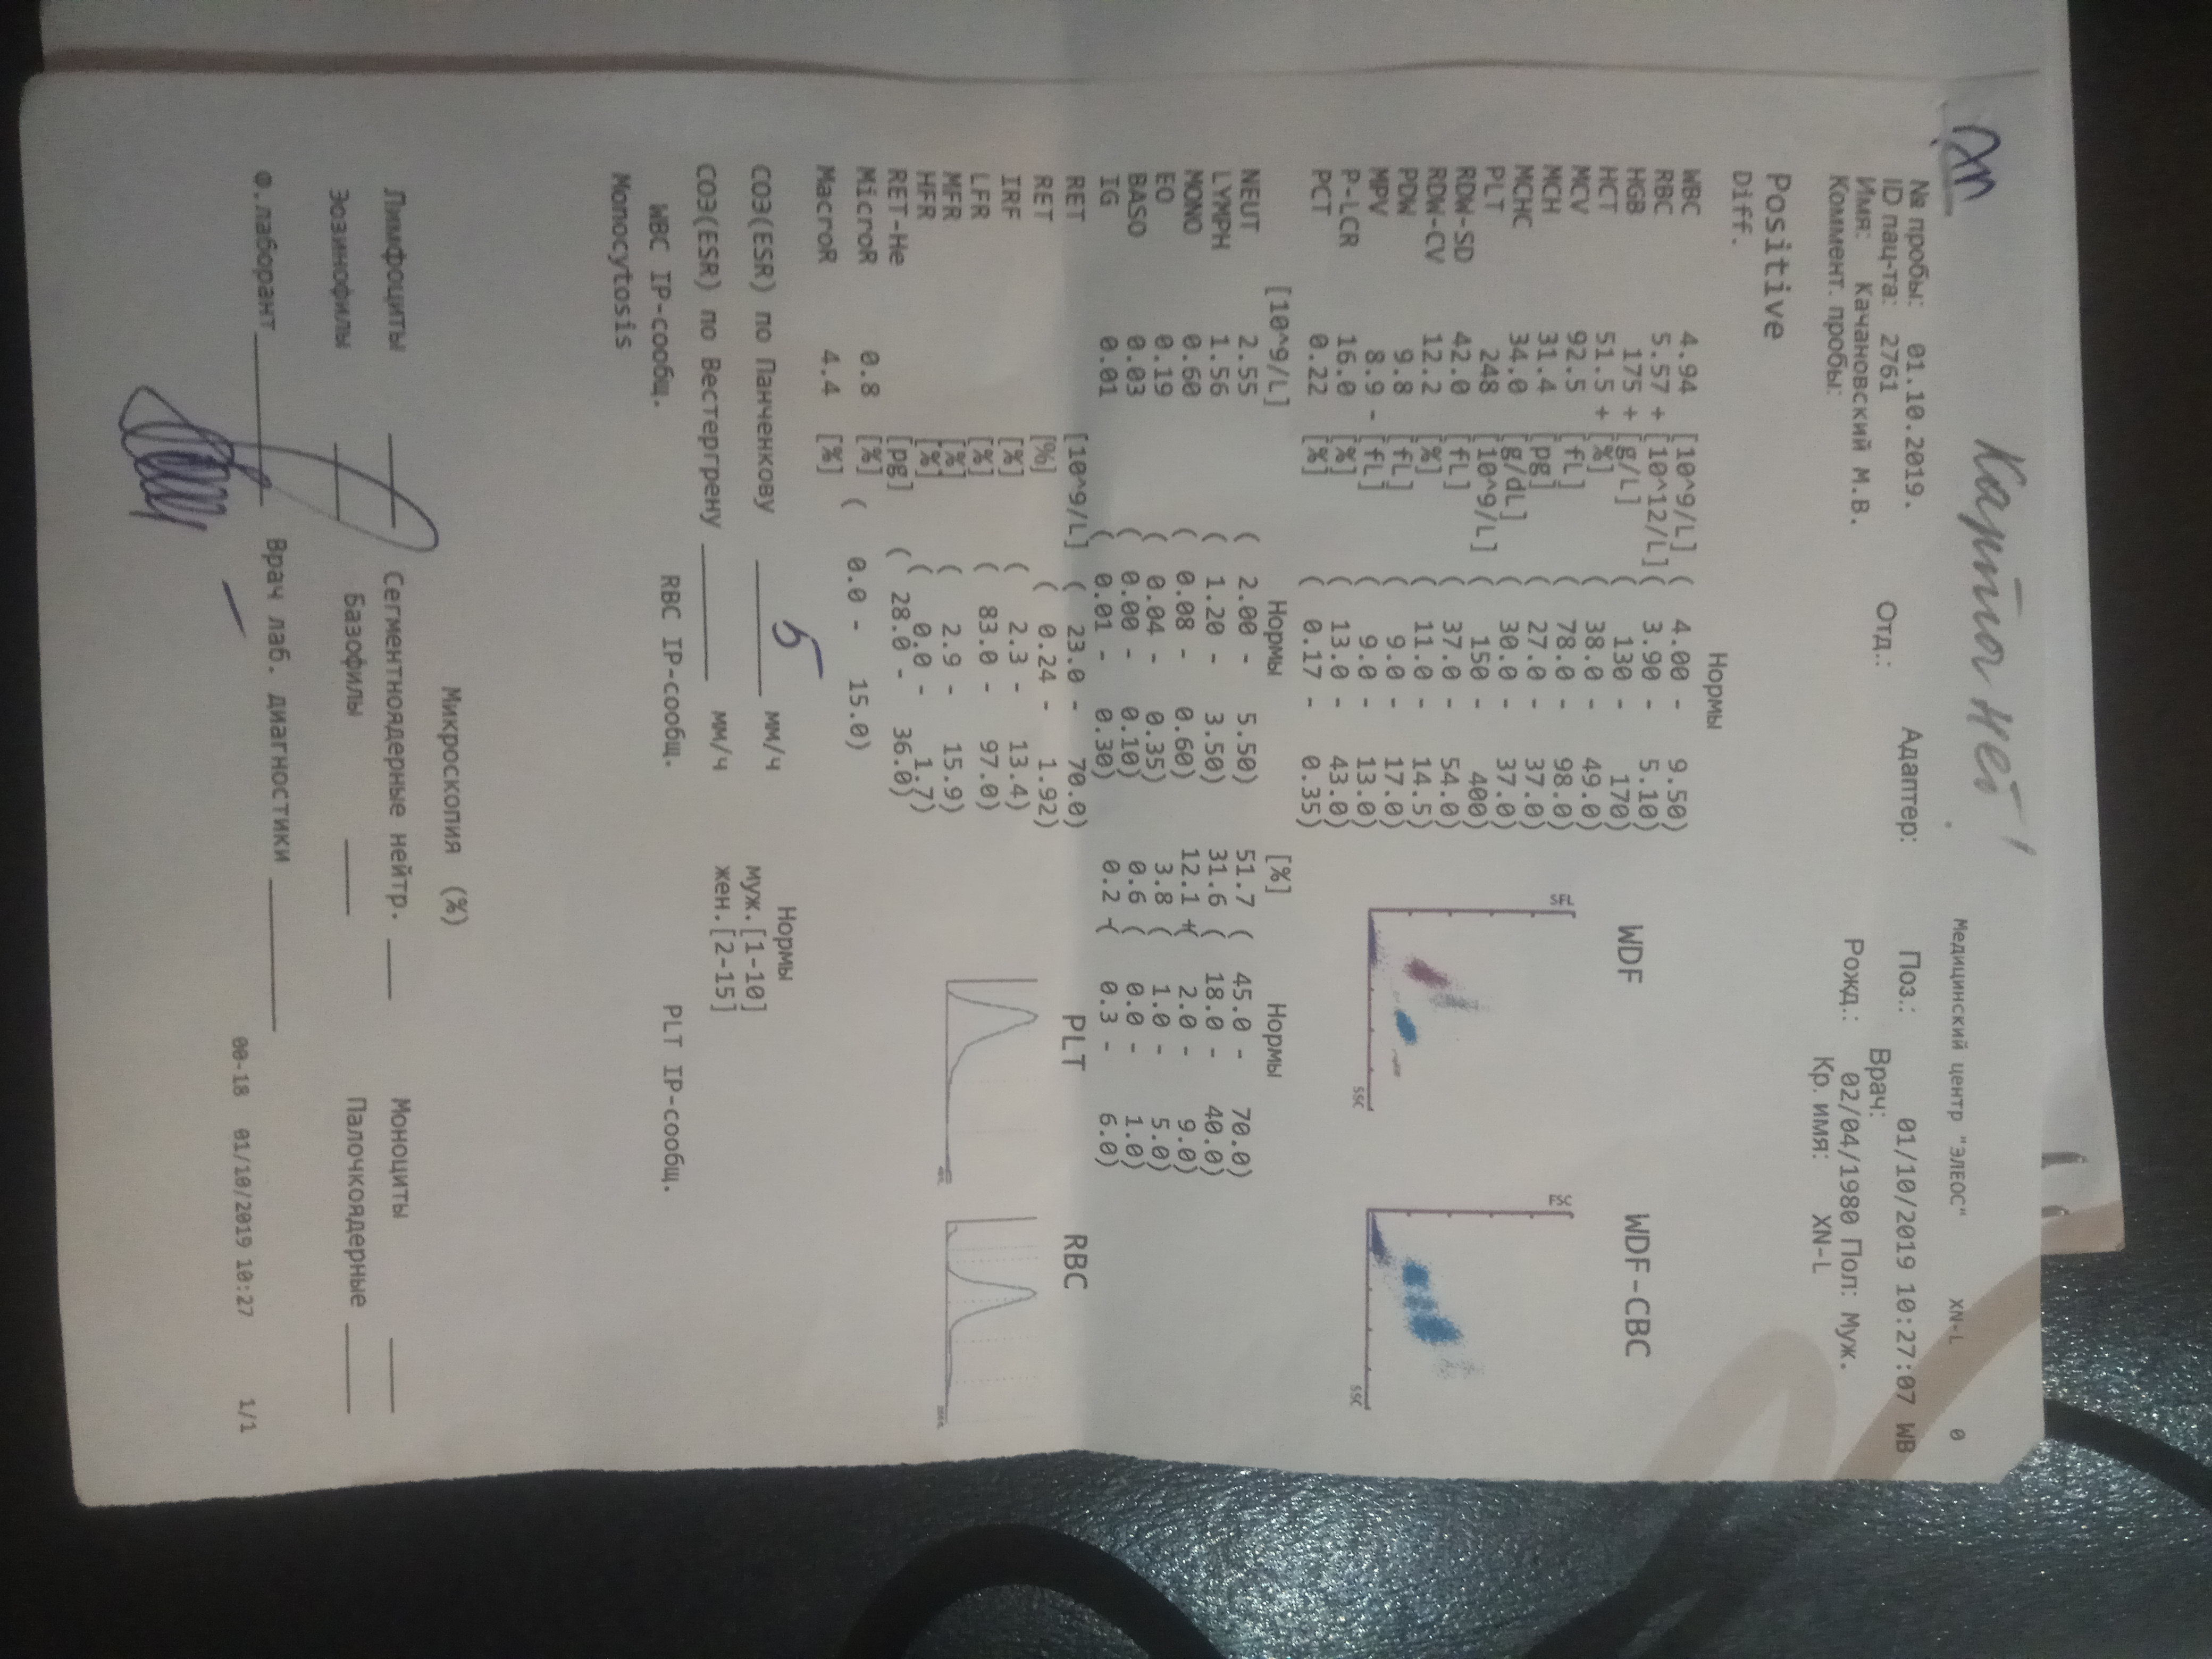 Карты нет!
Медицинский центр "ЭЛЕОС" XN-L 0
№ пробы: 01.10.2019. Адаптер: Поз.: 01/10/2019 10:27:07 WB
ID пац-та: 2761 Отд.: Врач:
Имя: Качановский М.В. Рожд.: 02/04/1980 Пол: Муж.
Коммент. пробы: Кр. имя: XN-L
Positive
Diff.
Нормы
WBC 4.94 [10^9/L] ( 4.00 - 9.50)
RBC 5.57 + [10^12/L] ( 3.90 - 5.10)
HGB 175 + [g/L] ( 130 - 170)
HCT 51.5 + [%] ( 38.0 - 49.0)
MCV 92.5 [fL] ( 78.0 - 98.0)
MCH 31.4 [pg] ( 27.0 - 37.0)
MCHC 34.0 [g/dL] ( 30.0 - 37.0)
PLT 248 [10^9/L] ( 150 - 400)
RDW-SD 42.0 [fL] ( 37.0 - 54.0)
RDW-CV 12.2 [%] ( 11.0 - 14.5)
PDW 9.8 [fL] ( 9.0 - 17.0)
MPV 8.9 - [fL] ( 9.0 - 13.0)
P-LCR 16.0 [%] ( 13.0 - 43.0)
PCT 0.22 [%] ( 0.17 - 0.35)
WDF WDF-CBC
SFL FSC
SSC SSC
[10^9/L] Нормы [%] Нормы
NEUT 2.55 ( 2.00 - 5.50) 51.7 ( 45.0 - 70.0)
LYMPH 1.56 ( 1.20 - 3.50) 31.6 ( 18.0 - 40.0)
MONO 0.60 ( 0.08 - 0.60) 12.1 +( 2.0 - 9.0)
EO 0.19 ( 0.04 - 0.35) 3.8 ( 1.0 - 5.0)
BASO 0.03 ( 0.00 - 0.10) 0.6 ( 0.0 - 1.0)
IG 0.01 ( 0.01 - 0.30) 0.2 -( 0.3 - 6.0)
RET [10^9/L] ( 23.0 - 70.0) PLT RBC
RET [%] ( 0.24 - 1.92)
IRF [%] ( 2.3 - 13.4)
LFR [%] ( 83.0 - 97.0)
MFR [%] ( 2.9 - 15.9)
HFR [%] ( 0.0 - 1.7)
RET-He [pg] ( 28.0 - 36.0)
MicroR 0.8 [%] ( 0.0 - 15.0)
MacroR 4.4 [%]
СОЭ(ESR) по Панченкову 5 мм/ч Нормы
муж.[1-10]
СОЭ(ESR) по Вестергрену мм/ч жен.[2-15]
WBC IP-сообщ. RBC IP-сообщ. PLT IP-сообщ.
Monocytosis
Микроскопия (%)
Лимфоциты Сегментноядерные нейтр. Моноциты
Эозинофилы Базофилы Палочкоядерные
Ф.лаборант Врач лаб. диагностики
00-18 01/10/2019 10:27 1/1